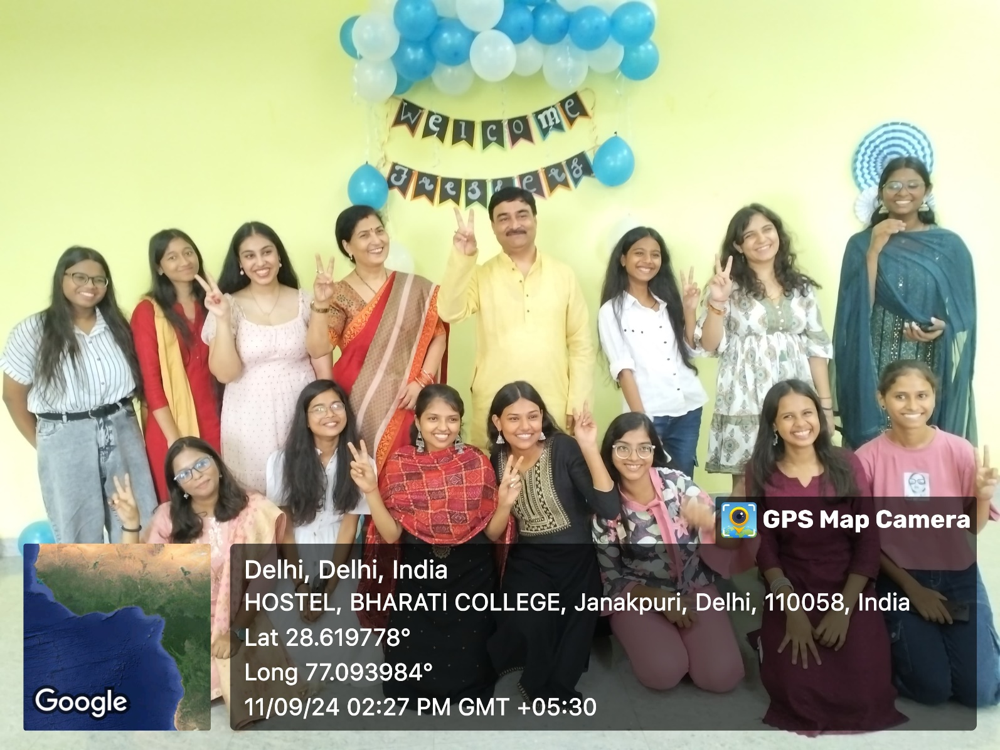 Welcome
Freshers
GPS Map Camera
Delhi, Delhi, India
HOSTEL, BHARATI COLLEGE, Janakpuri, Delhi, 110058, India
Lat 28.619778°
Long 77.093984°
11/09/24 02:27 PM GMT +05:30
Google